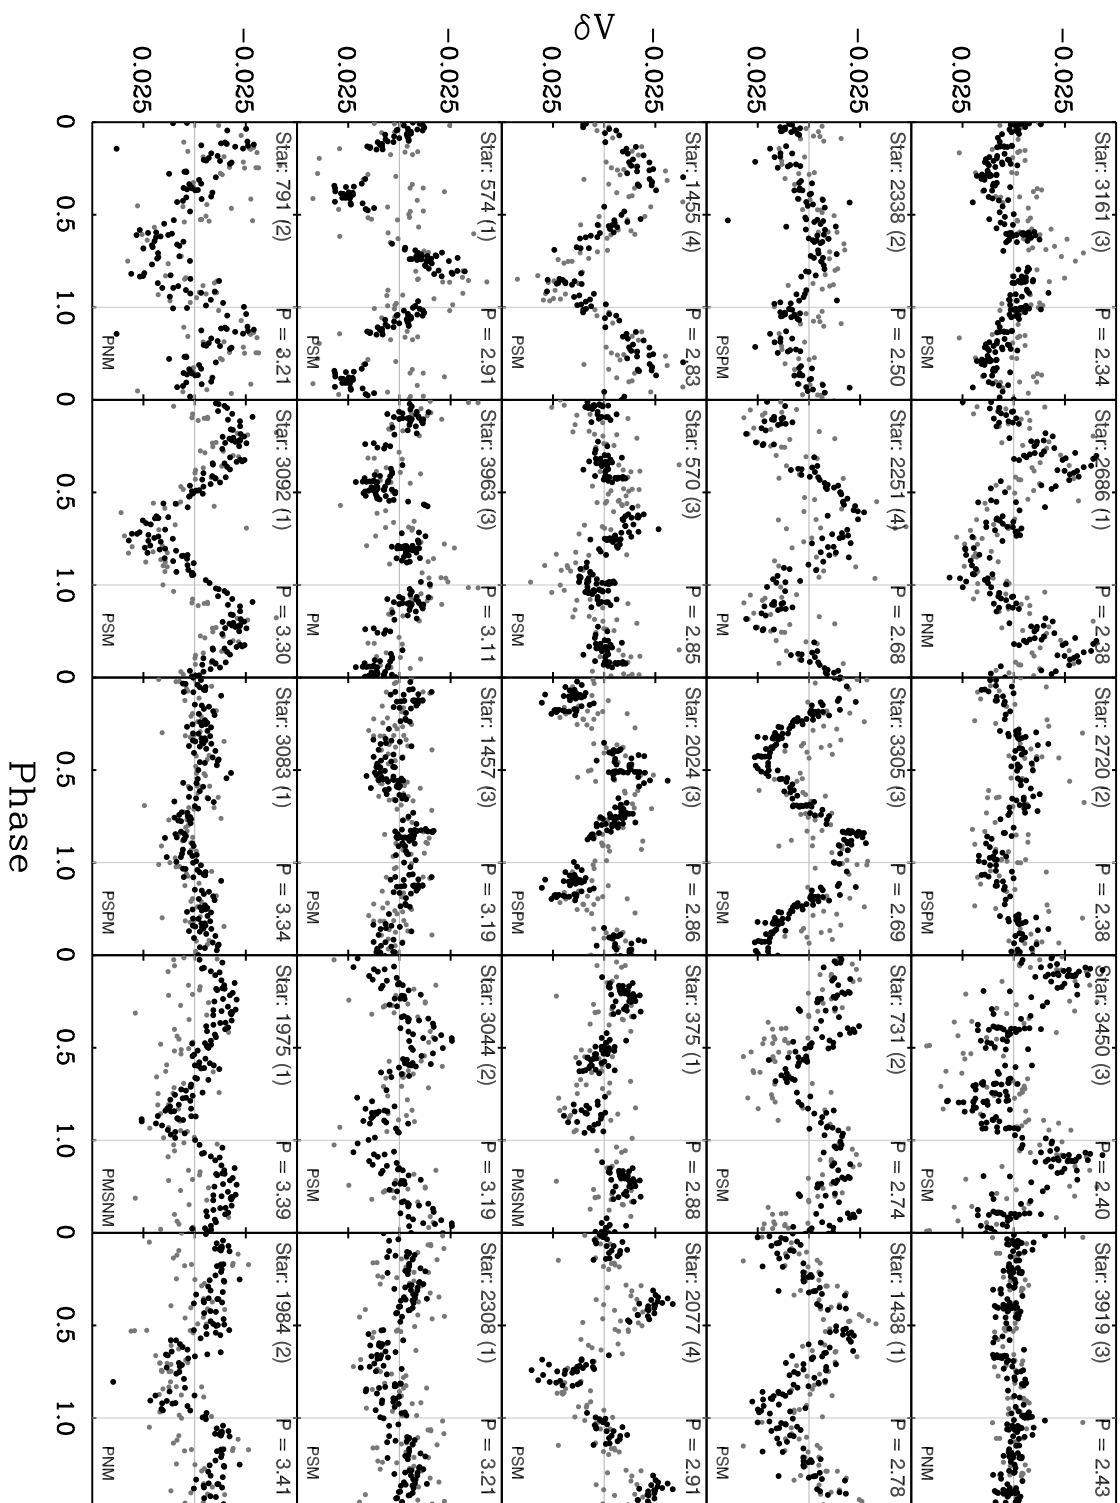 Star: 3161 (3) P = 2.34 Star: 2686 (1) P = 2.38 Star: 2720 (2) P = 2.38 Star: 3450 (3) P = 2.40 Star: 3919 (3) P = 2.43
−0.025
0.025
PSM PNM PSPM PSM PNM
Star: 2338 (2) P = 2.50 Star: 2251 (4) P = 2.68 Star: 3305 (3) P = 2.69 Star: 731 (2) P = 2.74 Star: 1438 (1) P = 2.78
−0.025
0.025
PSPM PM PSM PSM PSM
Star: 1455 (4) P = 2.83 Star: 570 (3) P = 2.85 Star: 2024 (3) P = 2.86 Star: 375 (1) P = 2.88 Star: 2077 (4) P = 2.91
−0.025
δV
0.025
PSM PSM PSM PMSNM PSM
Star: 574 (1) P = 2.91 Star: 3963 (3) P = 3.11 Star: 1457 (3) P = 3.19 Star: 3044 (2) P = 3.19 Star: 2308 (1) P = 3.21
−0.025
0.025
PSM PM PSM PSM PSM
Star: 791 (2) P = 3.21 Star: 3092 (1) P = 3.30 Star: 3083 (1) P = 3.34 Star: 1975 (1) P = 3.39 Star: 1984 (2) P = 3.41
−0.025
0.025
PNM PSM PSPM PMSNM PNM
0 0.5 1.0 0 0.5 1.0 0 0.5 1.0 0 0.5 1.0 0 0.5 1.0
Phase